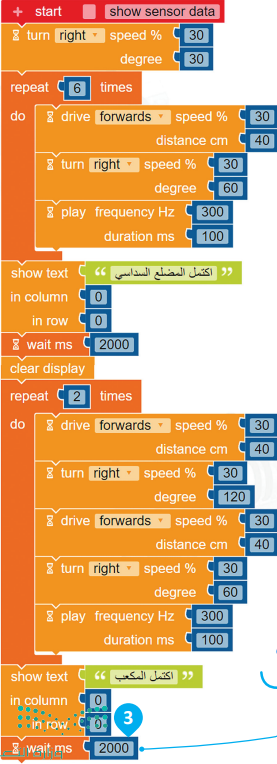 + start show sensor data
turn right speed % 30
degree 30
repeat 6 times
do drive forwards speed % 30
distance cm 40
turn right speed % 30
degree 60
play frequency Hz 300
duration ms 100
show text “ اكتمل المضلع السداسي ”
in column 0
in row 0
wait ms 2000
clear display
repeat 2 times
do drive forwards speed % 30
distance cm 40
turn right speed % 30
degree 120
drive forwards speed % 30
distance cm 40
turn right speed % 30
degree 60
play frequency Hz 300
duration ms 100
show text “ اكتمل المكعب ”
in column 0
in row 0
3
wait ms 2000